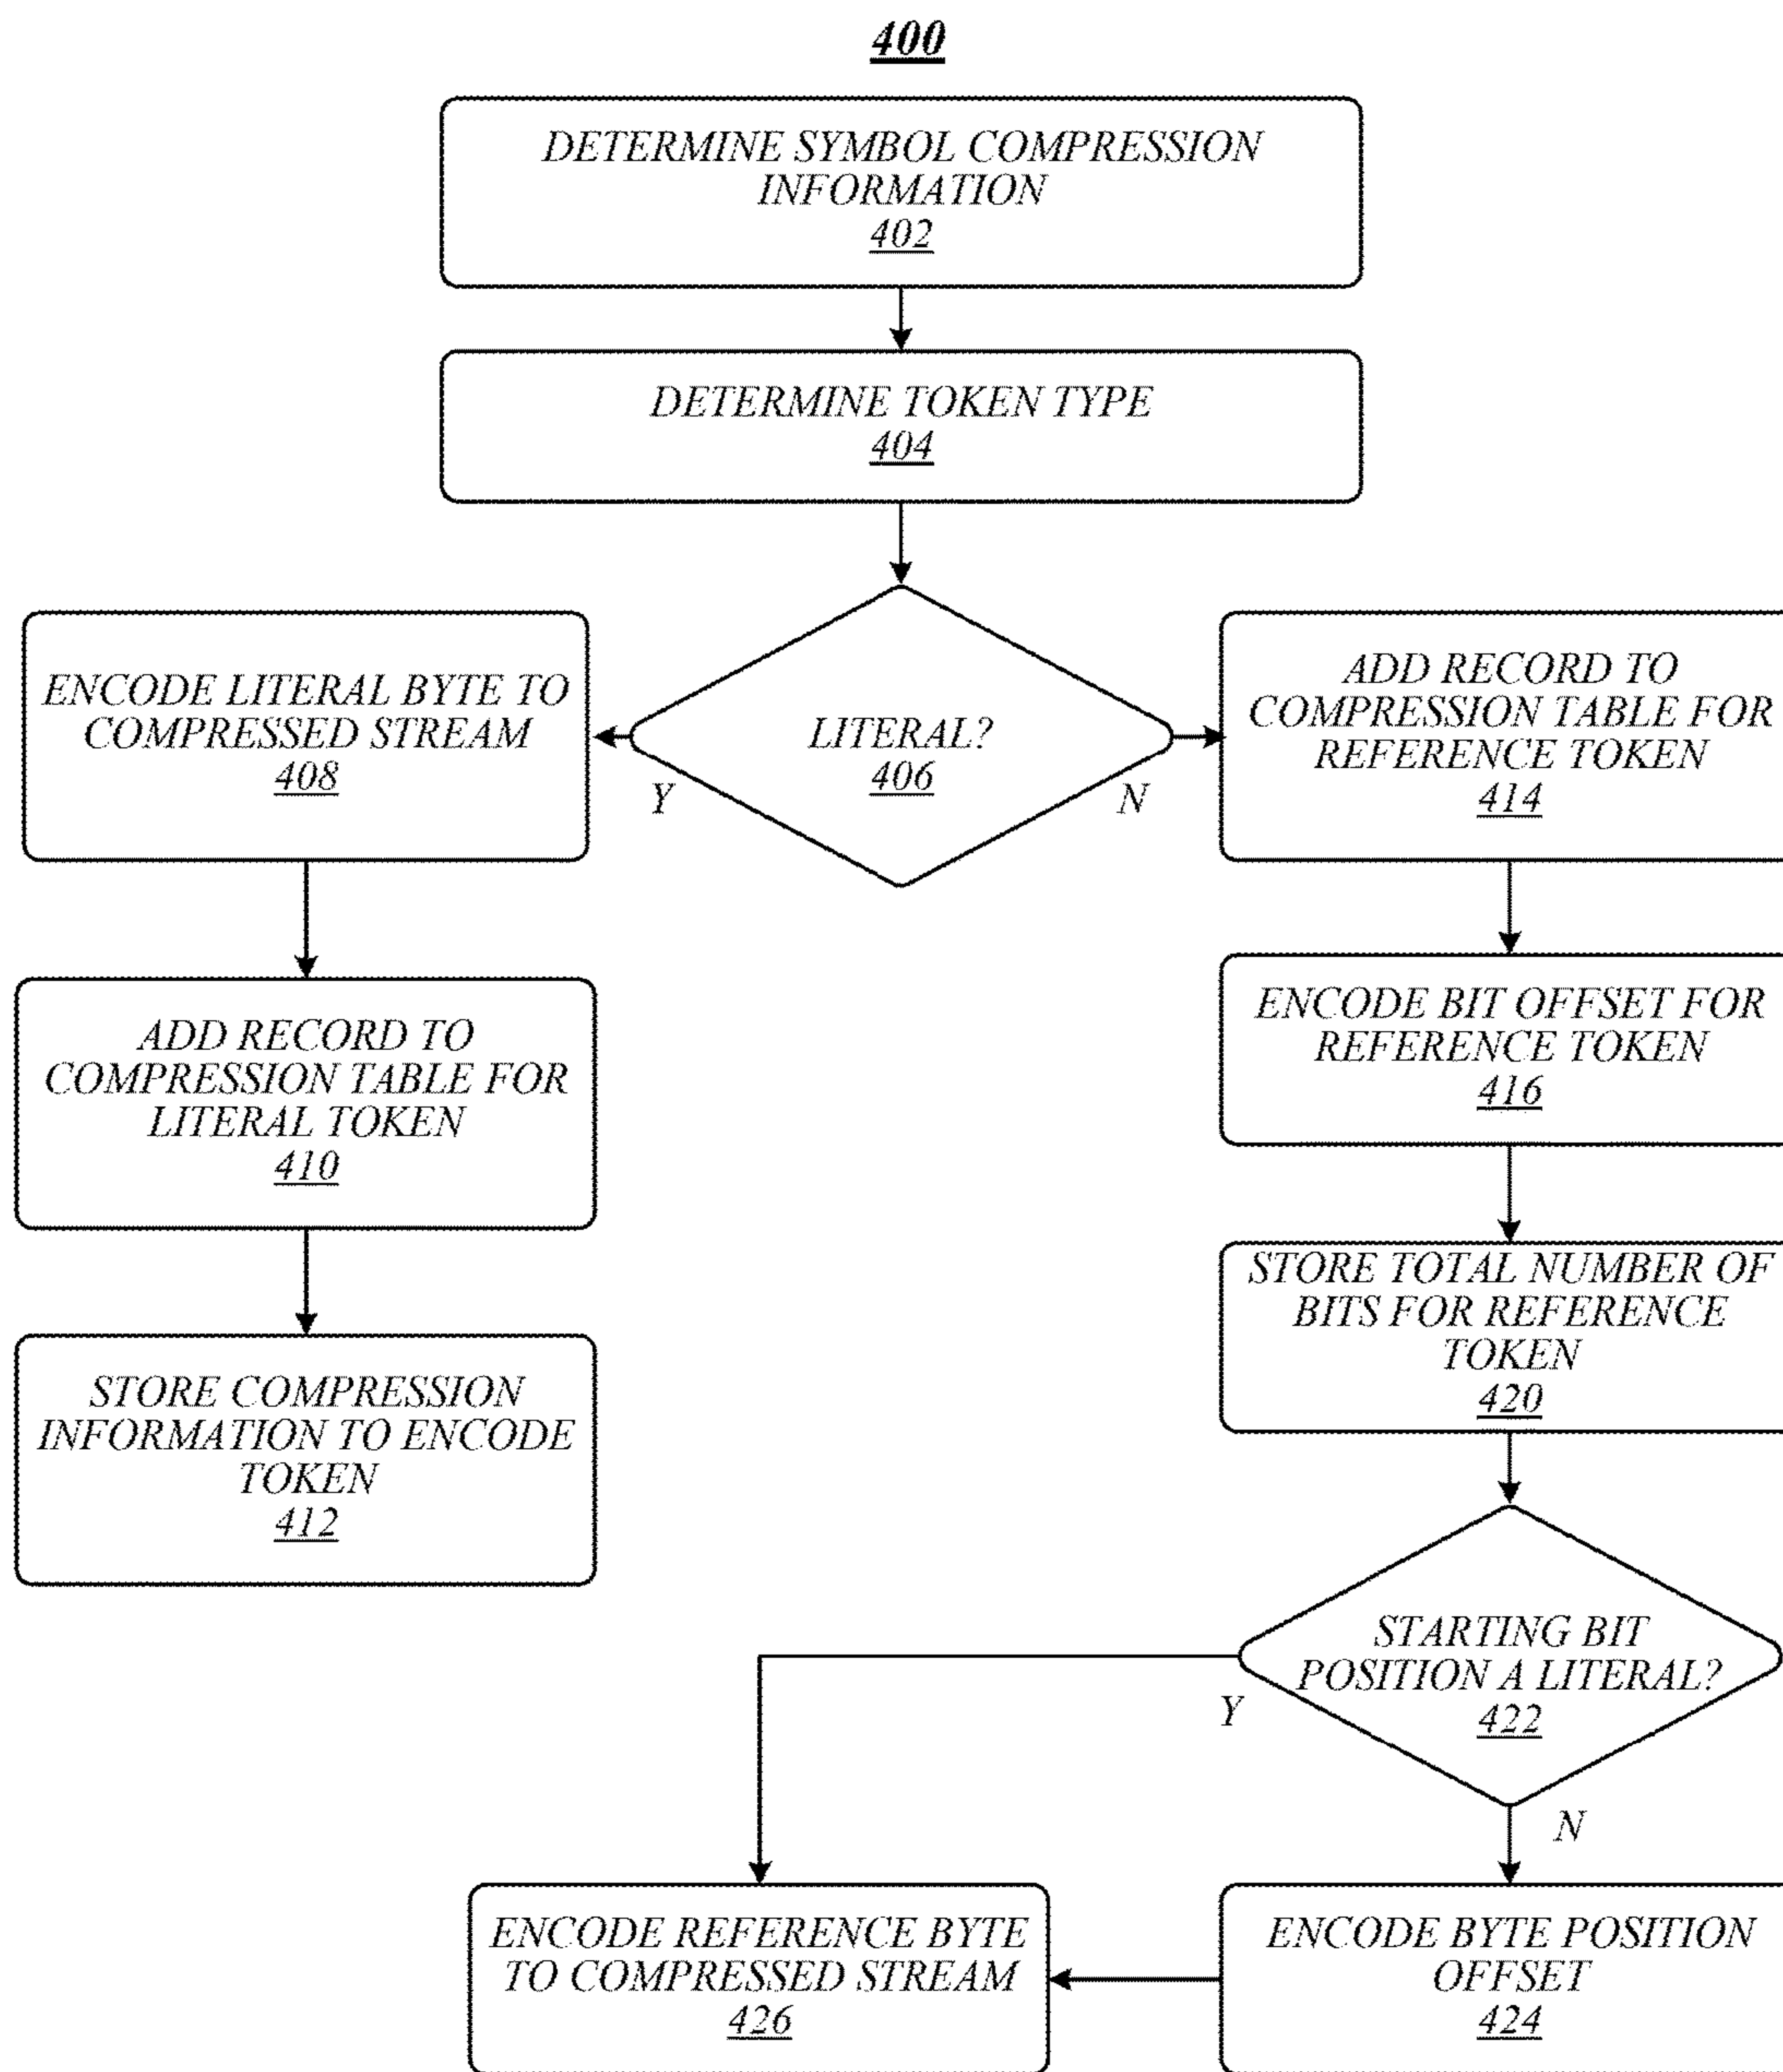 400
DETERMINE SYMBOL COMPRESSION
INFORMATION
402
DETERMINE TOKEN TYPE
404
ENCODE LITERAL BYTE TO
COMPRESSED STREAM
408
LITERAL?
406
Y
N
ADD RECORD TO
COMPRESSION TABLE FOR
REFERENCE TOKEN
414
ADD RECORD TO
COMPRESSION TABLE FOR
LITERAL TOKEN
410
ENCODE BIT OFFSET FOR
REFERENCE TOKEN
416
STORE COMPRESSION
INFORMATION TO ENCODE
TOKEN
412
STORE TOTAL NUMBER OF
BITS FOR REFERENCE
TOKEN
420
STARTING BIT
POSITION A LITERAL?
422
Y
N
ENCODE REFERENCE BYTE
TO COMPRESSED STREAM
426
ENCODE BYTE POSITION
OFFSET
424